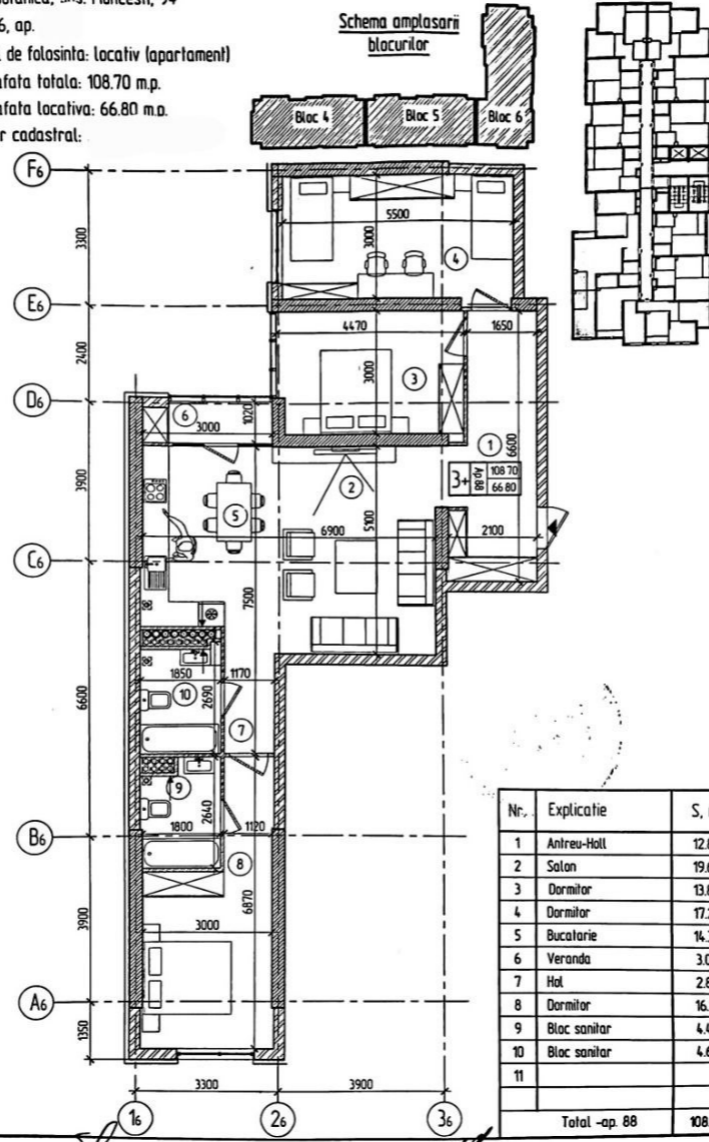 6, ap.
de folosinta: locativ (apartament)
totala: 108.70 m.p.
locativa: 66.80 m.p.
cadastral:
Schema amplasarii
blocurilor
Bloc 4
Bloc 5
Bloc 6
F6
E6
D6
C6
B6
A6
3300
2400
3900
6600
3900
1350
5500
3000
4
4470
1650
3000
3
6
3000
1020
1
6600
3+
Ap 88
108 70
66 80
2
5
6900
5100
2100
7500
1850
1170
10
2690
7
9
1800
2640
1120
8
6870
3000
3300
3900
16
26
36
Nr.
Explicatie
S,
1 Antreu-Holl
2 Salon
3 Dormitor
4 Dormitor
5 Bucatarie
6 Veranda
7 Hol
8 Dormitor
9 Bloc sanitar
10 Bloc sanitar
11
Total -ap. 88